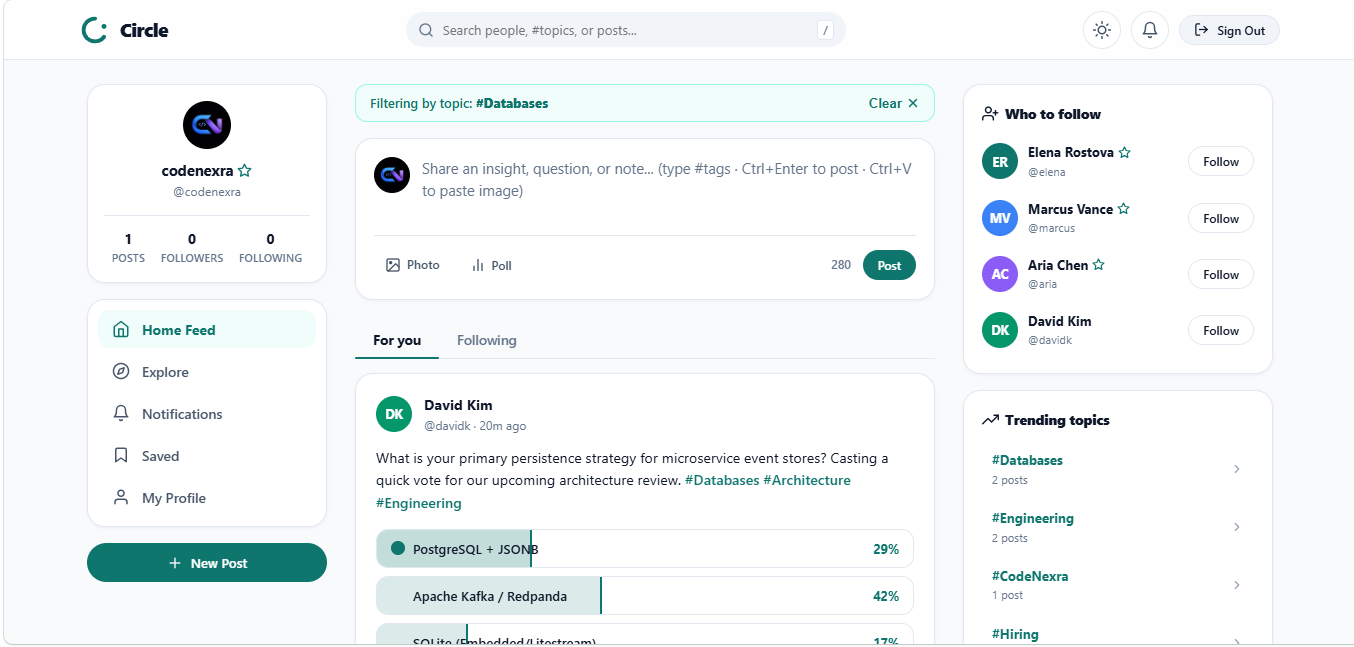 Circle
Search people, #topics, or posts...
/
Sign Out
codenexra
@codenexra
1 0 0
POSTS FOLLOWERS FOLLOWING
Home Feed
Explore
Notifications
Saved
My Profile
+ New Post
Filtering by topic: #Databases
Clear ✕
Share an insight, question, or note... (type #tags · Ctrl+Enter to post · Ctrl+V
to paste image)
Photo
Poll
280
Post
For you
Following
DK
David Kim
@davidk · 20m ago
What is your primary persistence strategy for microservice event stores? Casting a
quick vote for our upcoming architecture review. #Databases #Architecture
#Engineering
PostgreSQL + JSONB 29%
Apache Kafka / Redpanda 42%
SQLite (Embedded/Litestream) 17%
Who to follow
ER
Elena Rostova
@elena
Follow
MV
Marcus Vance
@marcus
Follow
AC
Aria Chen
@aria
Follow
DK
David Kim
@davidk
Follow
Trending topics
#Databases
2 posts
#Engineering
2 posts
#CodeNexra
1 post
#Hiring